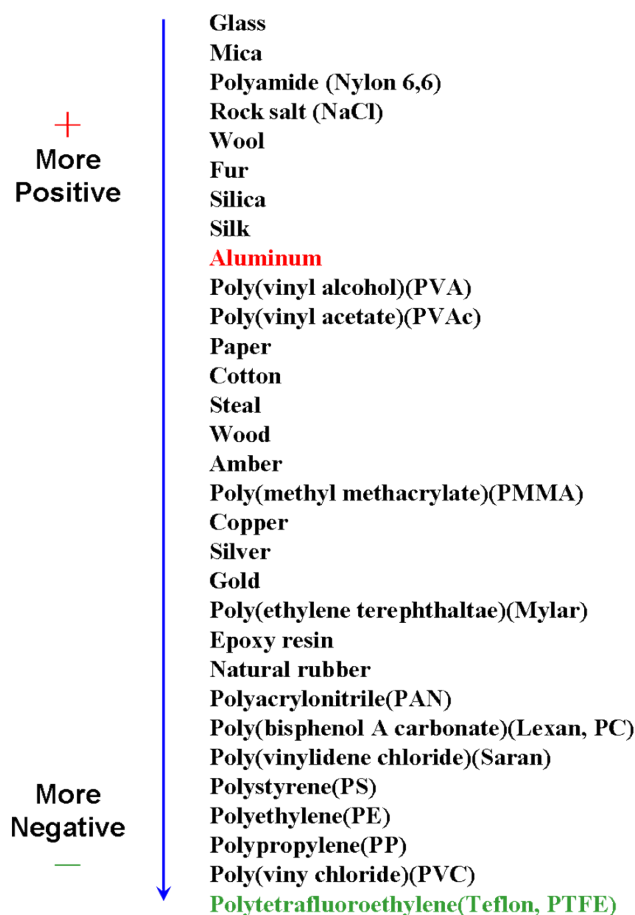 Glass
Mica
Polyamide (Nylon 6,6)
Rock salt (NaCl)
Wool
Fur
Silica
Silk
Aluminum
Poly(vinyl alcohol)(PVA)
Poly(vinyl acetate)(PVAc)
Paper
Cotton
Steal
Wood
Amber
Poly(methyl methacrylate)(PMMA)
Copper
Silver
Gold
Poly(ethylene terephthaltae)(Mylar)
Epoxy resin
Natural rubber
Polyacrylonitrile(PAN)
Poly(bisphenol A carbonate)(Lexan, PC)
Poly(vinylidene chloride)(Saran)
Polystyrene(PS)
Polyethylene(PE)
Polypropylene(PP)
Poly(viny chloride)(PVC)
Polytetrafluoroethylene(Teflon, PTFE)
+
More
Positive
More
Negative
—